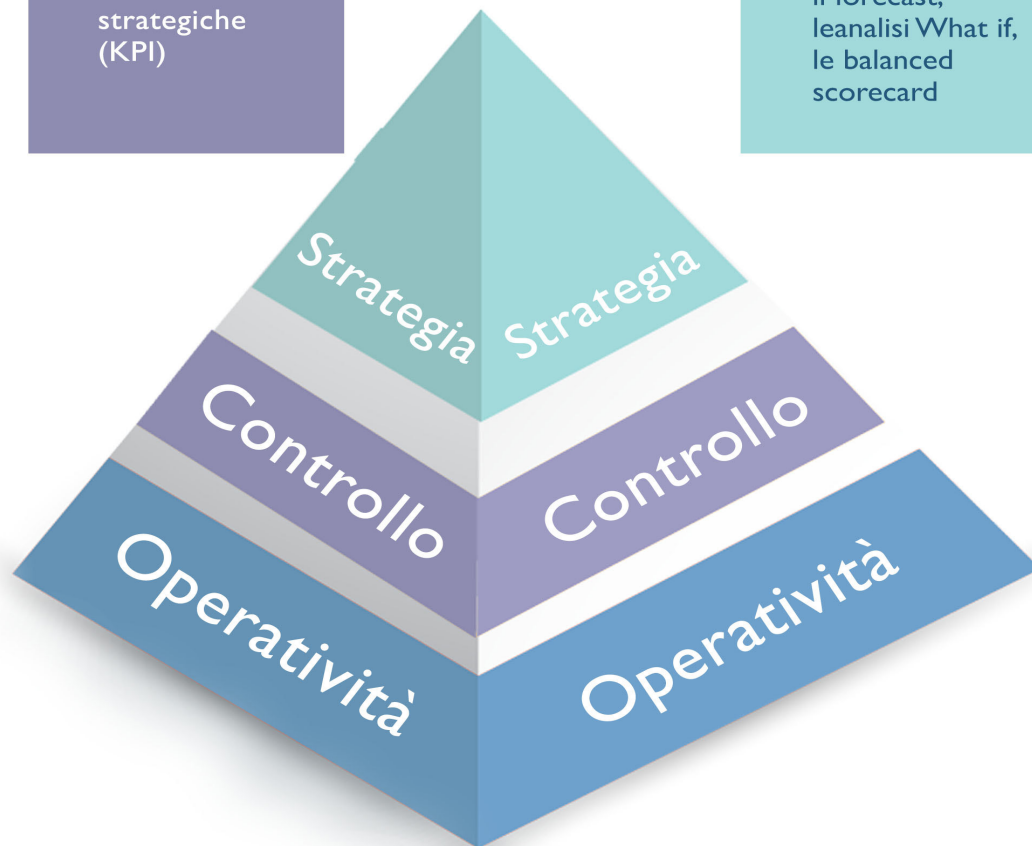 strategiche
(KPI)
il forecast,
leanalisi What if,
le balanced
scorecard
Strategia
Strategia
Controllo
Controllo
Operatività
Operatività